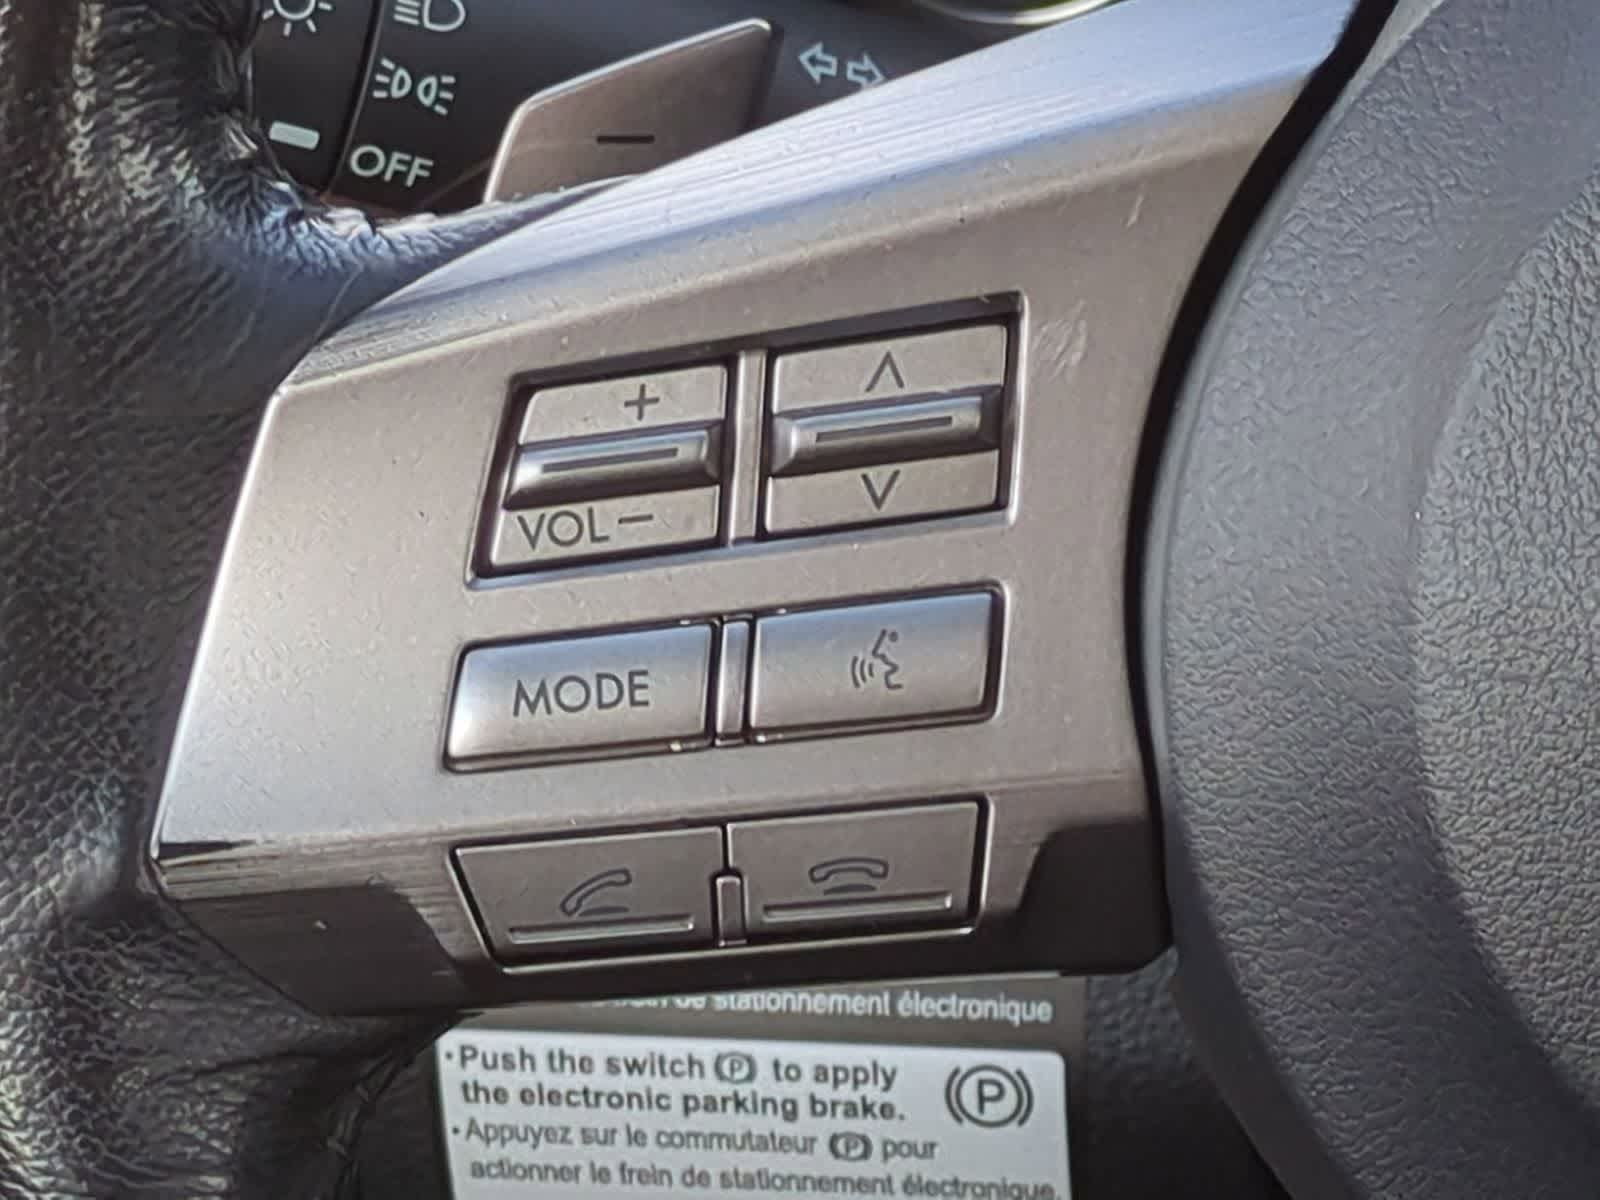 OFF
−
+
VOL −
MODE
de stationnement électronique
•Push the switch (P) to apply
the electronic parking brake.
(P)
•Appuyez sur le commutateur (P) pour
actionner le frein de stationnement électronique.